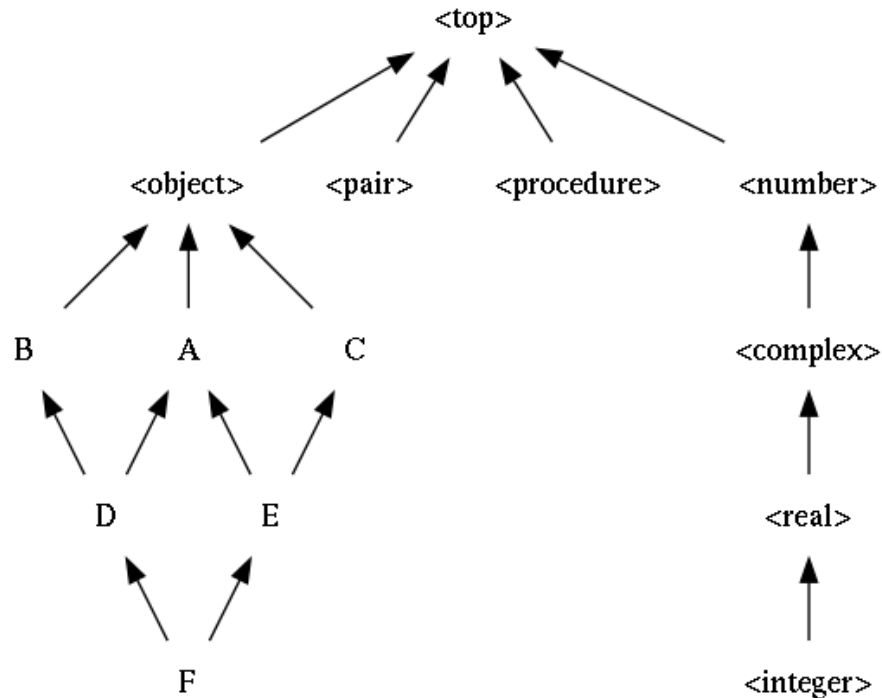 <top>
<object> <pair> <procedure> <number>
B A C <complex>
D E <real>
F <integer>